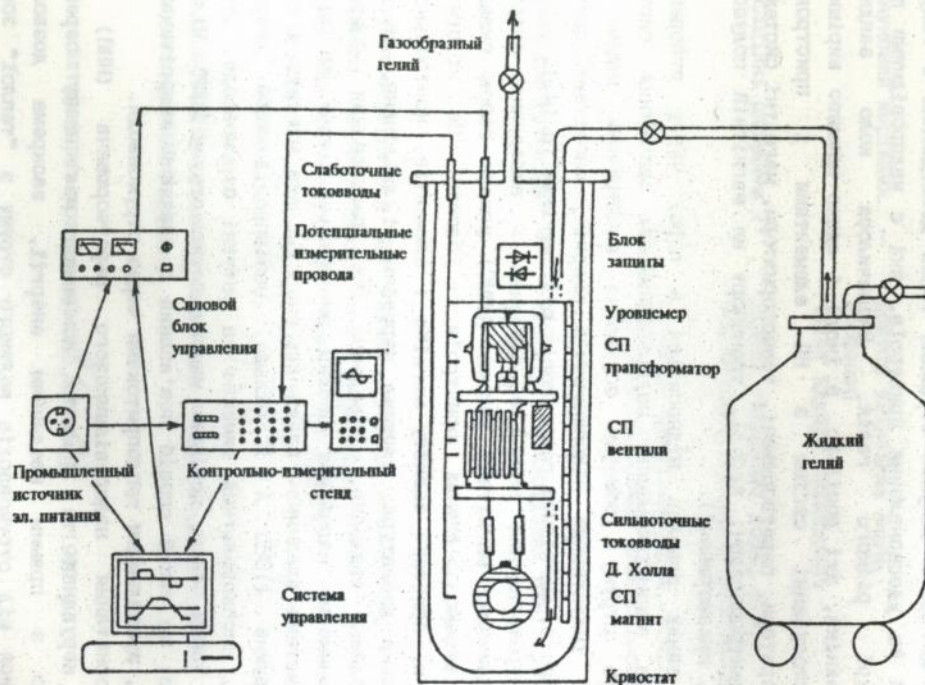 Газообразный
гелий
Слаботочные
токовводы
Потенциальные
измерительные
провода
Силовой
блок
управления
Промышленный
источник
эл. питания
Контрольно-измерительный
стенд
Система
управления
Блок
защиты
Уровнемер
СП
трансформатор
СП
вентили
Сильноточные
токовводы
Д. Холла
СП
магнит
Криостат
Жидкий
гелий